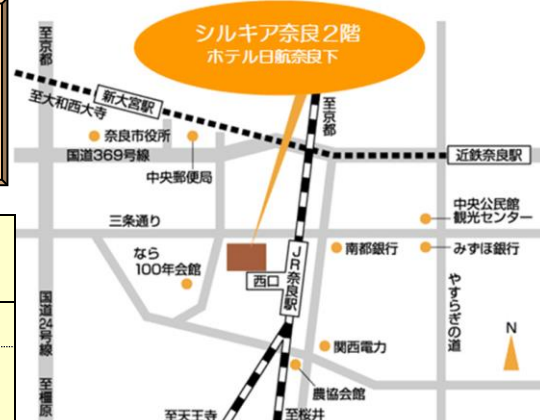 シルキア奈良2階
ホテル日航奈良下
至京都
至京都
新大宮駅
至大和西大寺
奈良市役所
国道369号線
近鉄奈良駅
中央郵便局
中央公民館
観光センター
三条通り
なら
100年会館
南都銀行
みずほ銀行
西口
JR奈良駅
やすらぎの道
国道24号線
N
関西電力
至橿原
農協会館
至天王寺
至桜井